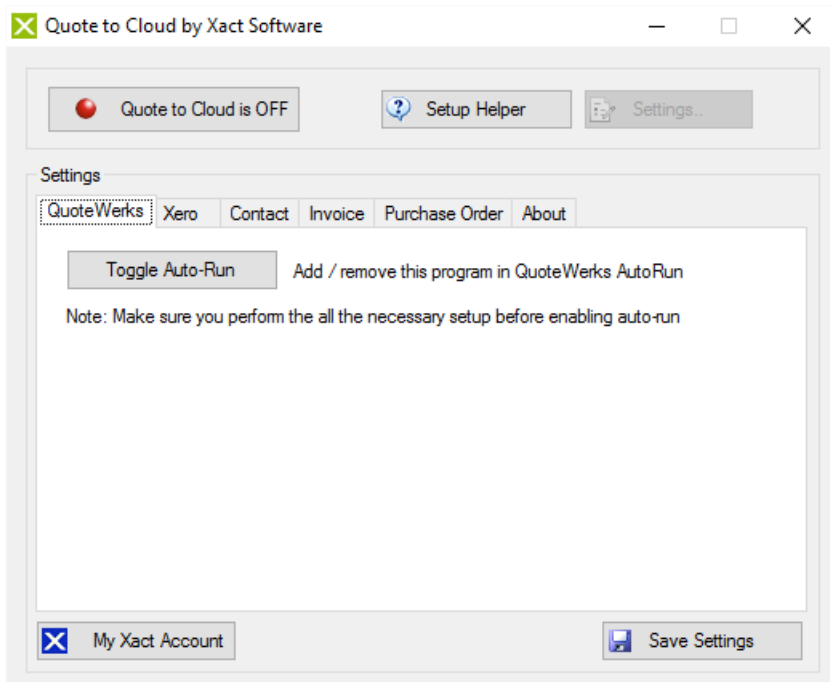 Quote to Cloud by Xact Software
Quote to Cloud is OFF
Setup Helper
Settings..
Settings
QuoteWerks
Xero
Contact
Invoice
Purchase Order
About
Toggle Auto-Run
Add / remove this program in QuoteWerks AutoRun
Note: Make sure you perform the all the necessary setup before enabling auto-run
My Xact Account
Save Settings